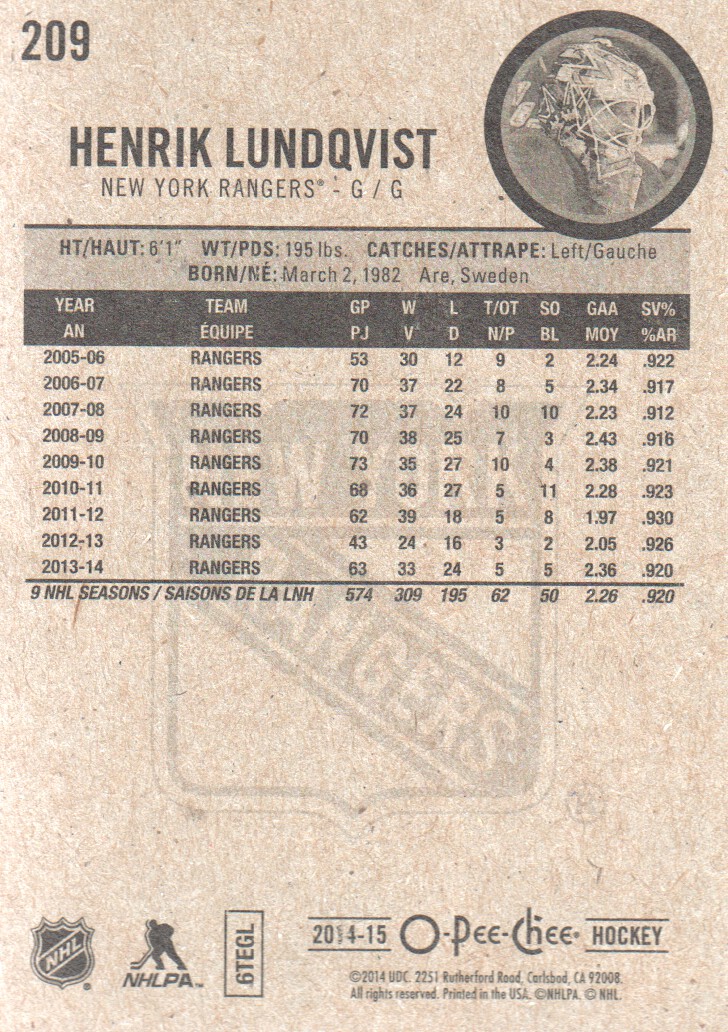 209
HENRIK LUNDQVIST
NEW YORK RANGERS® - G / G
HT/HAUT: 6'1" WT/PDS: 195 lbs. CATCHES/ATTRAPE: Left/Gauche
BORN/NÉ: March 2, 1982 Are, Sweden
YEAR TEAM GP W L T/OT SO GAA SV%
AN ÉQUIPE PJ V D N/P BL MOY %AR
2005-06 RANGERS 53 30 12 9 2 2.24 .922
2006-07 RANGERS 70 37 22 8 5 2.34 .917
2007-08 RANGERS 72 37 24 10 10 2.23 .912
2008-09 RANGERS 70 38 25 7 3 2.43 .916
2009-10 RANGERS 73 35 27 10 4 2.38 .921
2010-11 RANGERS 68 36 27 5 11 2.28 .923
2011-12 RANGERS 62 39 18 5 8 1.97 .930
2012-13 RANGERS 43 24 16 3 2 2.05 .926
2013-14 RANGERS 63 33 24 5 5 2.36 .920
9 NHL SEASONS / SAISONS DE LA LNH 574 309 195 62 50 2.26 .920
NEW YORK
RANGERS
NHL®
NHLPA™
6TEGL
2014-15 O-Pee-Chee® HOCKEY
©2014 UDC. 2251 Rutherford Road, Carlsbad, CA 92008.
All rights reserved. Printed in the USA. ©NHLPA. © NHL.